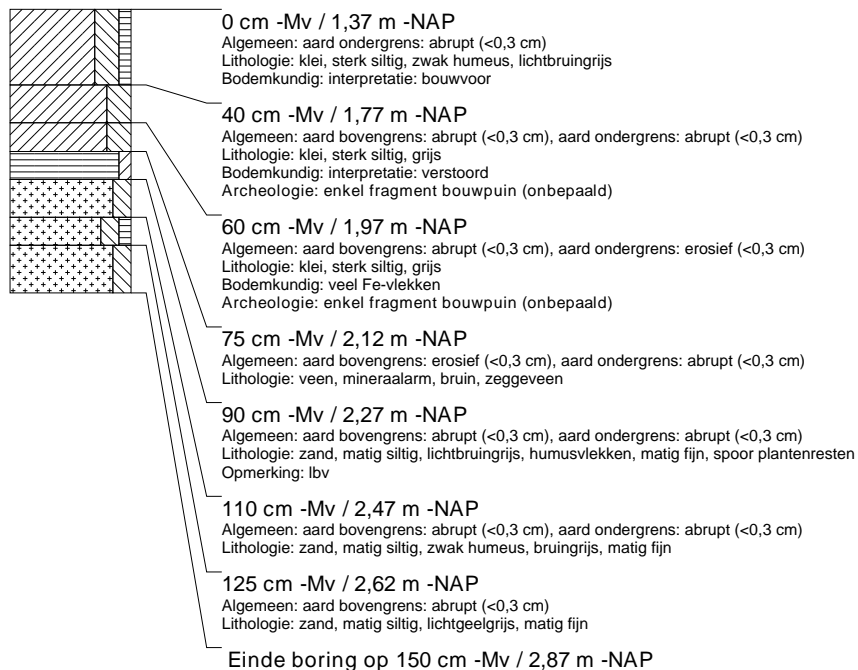 0 cm -Mv / 1,37 m -NAP
Algemeen: aard ondergrens: abrupt (<0,3 cm)
Lithologie: klei, sterk siltig, zwak humeus, lichtbruingrijs
Bodemkundig: interpretatie: bouwvoor
40 cm -Mv / 1,77 m -NAP
Algemeen: aard bovengrens: abrupt (<0,3 cm), aard ondergrens: abrupt (<0,3 cm)
Lithologie: klei, sterk siltig, grijs
Bodemkundig: interpretatie: verstoord
Archeologie: enkel fragment bouwpuin (onbepaald)
60 cm -Mv / 1,97 m -NAP
Algemeen: aard bovengrens: abrupt (<0,3 cm), aard ondergrens: erosief (<0,3 cm)
Lithologie: klei, sterk siltig, grijs
Bodemkundig: veel Fe-vlekken
Archeologie: enkel fragment bouwpuin (onbepaald)
75 cm -Mv / 2,12 m -NAP
Algemeen: aard bovengrens: erosief (<0,3 cm), aard ondergrens: abrupt (<0,3 cm)
Lithologie: veen, mineraalarm, bruin, zeggeveen
90 cm -Mv / 2,27 m -NAP
Algemeen: aard bovengrens: abrupt (<0,3 cm), aard ondergrens: abrupt (<0,3 cm)
Lithologie: zand, matig siltig, lichtbruingrijs, humusvlekken, matig fijn, spoor plantenresten
Opmerking: lbv
110 cm -Mv / 2,47 m -NAP
Algemeen: aard bovengrens: abrupt (<0,3 cm), aard ondergrens: abrupt (<0,3 cm)
Lithologie: zand, matig siltig, zwak humeus, bruingrijs, matig fijn
125 cm -Mv / 2,62 m -NAP
Algemeen: aard bovengrens: abrupt (<0,3 cm)
Lithologie: zand, matig siltig, lichtgeelgrijs, matig fijn
Einde boring op 150 cm -Mv / 2,87 m -NAP